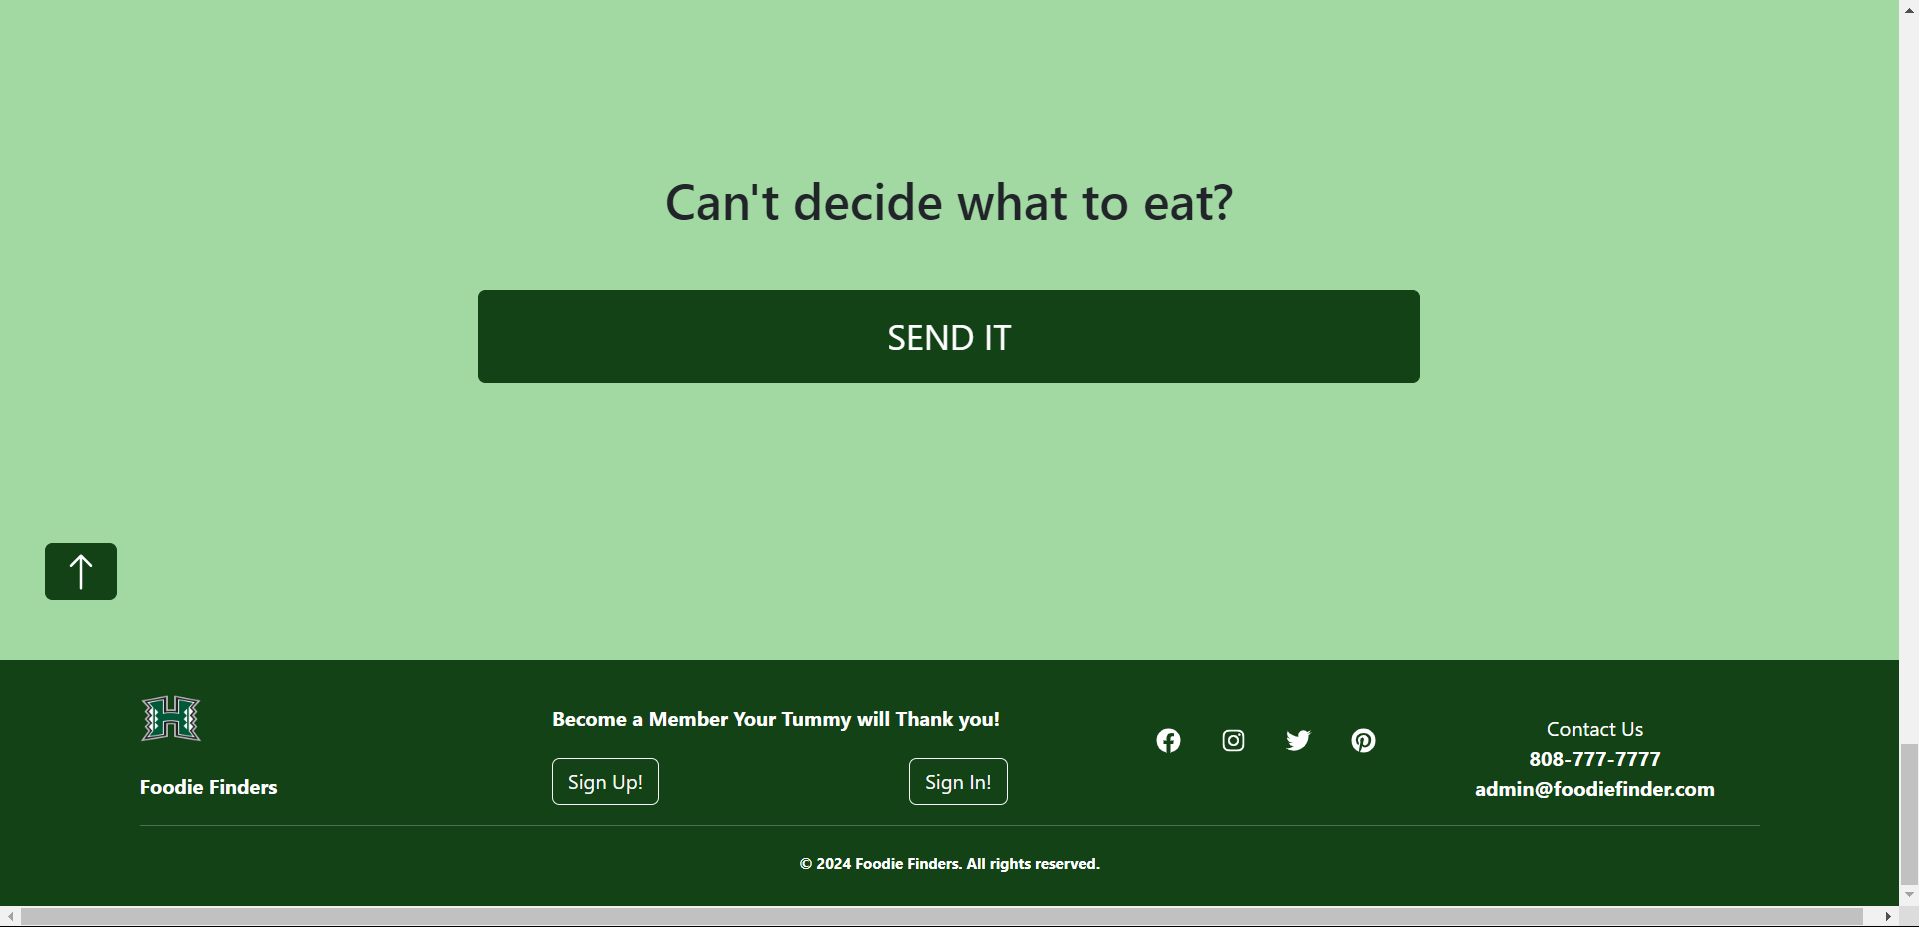 Can't decide what to eat?
SEND IT
H
Foodie Finders
Become a Member Your Tummy will Thank you!
Sign Up!
Sign In!
Contact Us
808-777-7777
admin@foodiefinder.com
© 2024 Foodie Finders. All rights reserved.